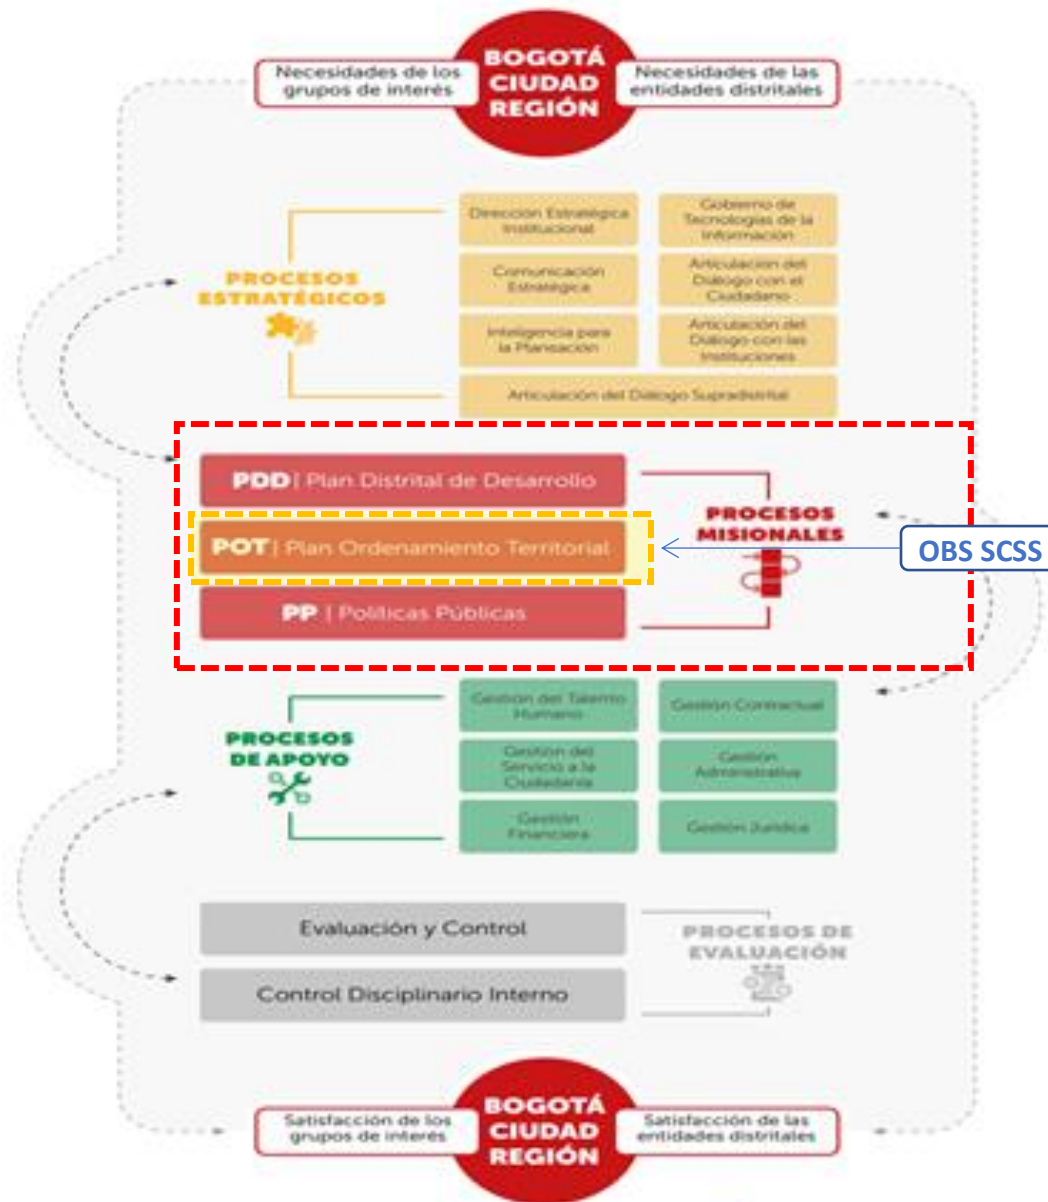 Necesidades de los
grupos de interés
BOGOTÁ
CIUDAD
REGIÓN
Necesidades de las
entidades distritales
PROCESOS
ESTRATÉGICOS
Dirección Estratégica
Institucional
Gobierno de
Tecnologías de la
Información
Comunicación
Estratégica
Articulación del
Diálogo con el
Ciudadano
Inteligencia para
la Planeación
Articulación del
Diálogo con las
Instituciones
Articulación del Diálogo Supradistrital
PDD | Plan Distrital de Desarrollo
POT | Plan Ordenamiento Territorial
PP | Políticas Públicas
PROCESOS
MISIONALES
OBS SCSS
PROCESOS
DE APOYO
Gestión del Talento
Humano
Gestión Contractual
Gestión del
Servicio a la
Ciudadanía
Gestión
Administrativa
Gestión
Financiera
Gestión Jurídica
Evaluación y Control
Control Disciplinario Interno
PROCESOS DE
EVALUACIÓN
Satisfacción de los
grupos de interés
BOGOTÁ
CIUDAD
REGIÓN
Satisfacción de las
entidades distritales